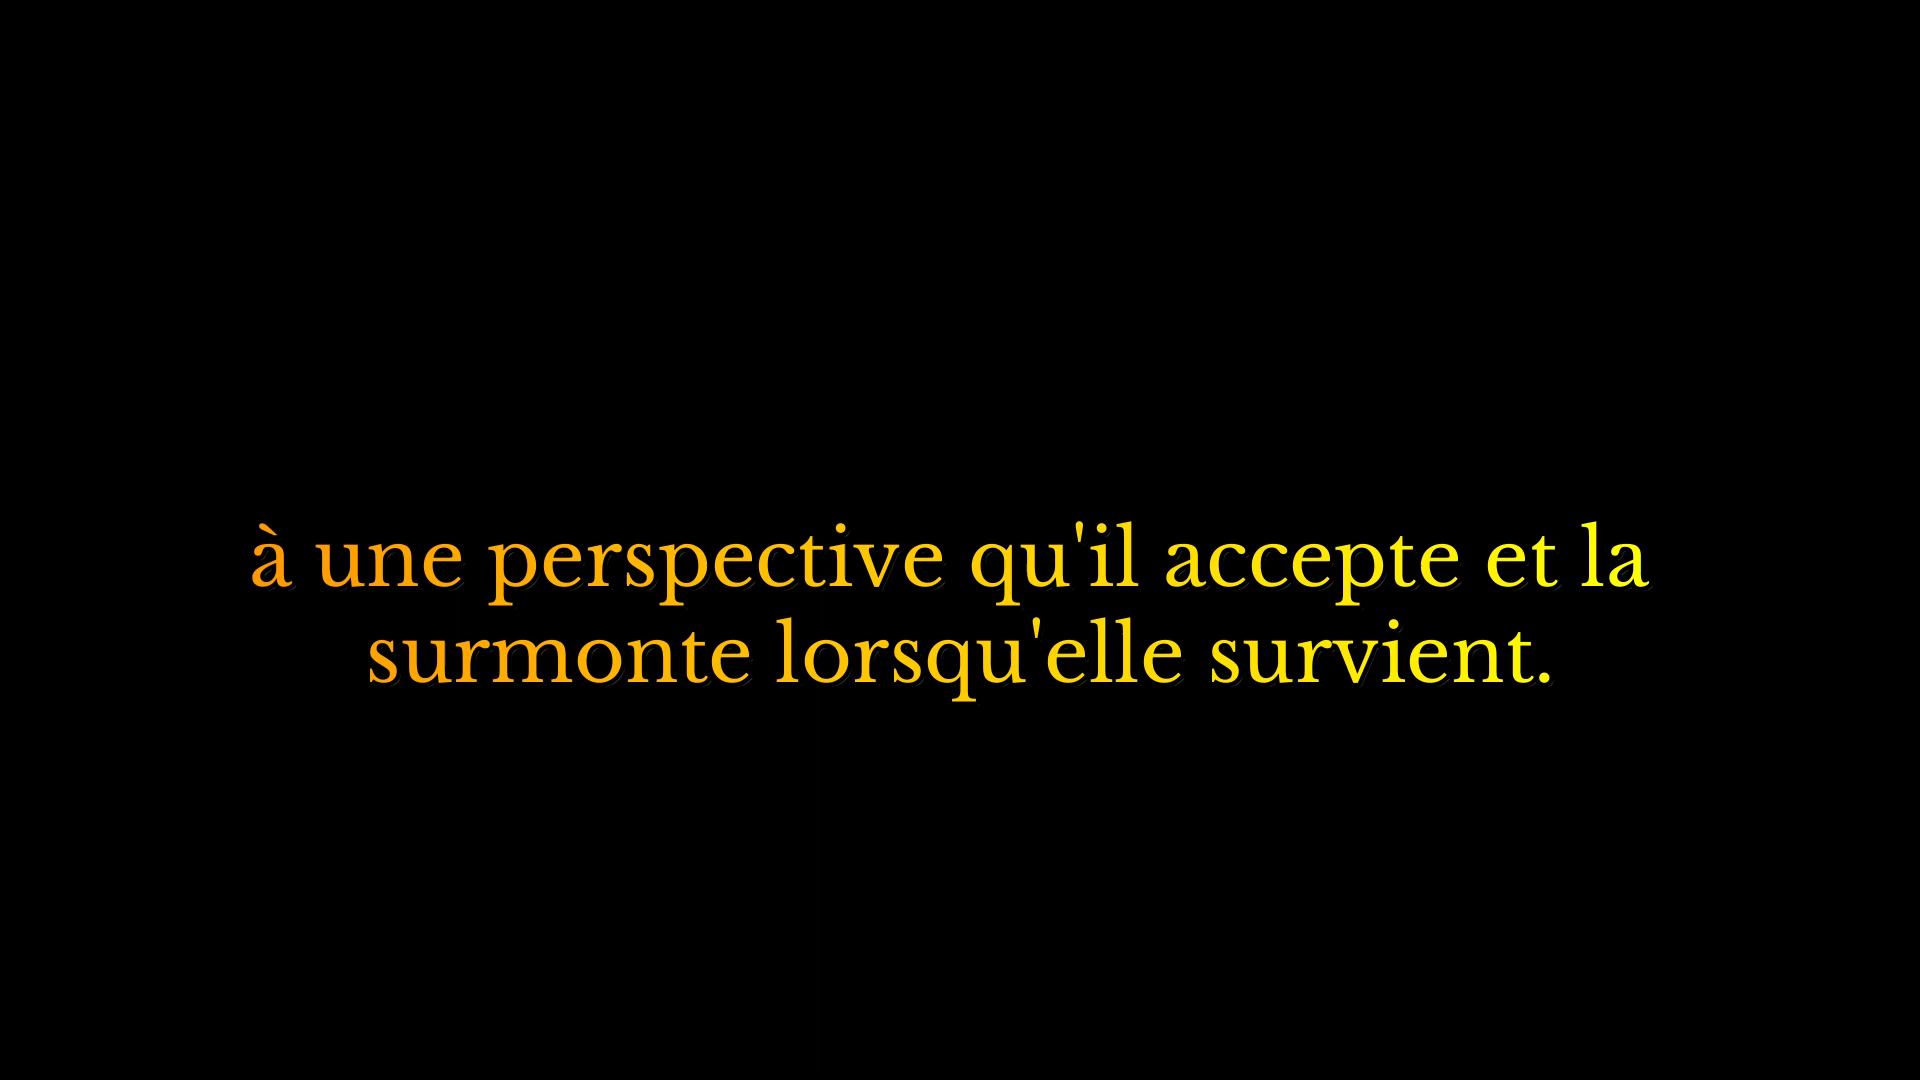 à une perspective qu'il accepte et la
surmonte lorsqu'elle survient.